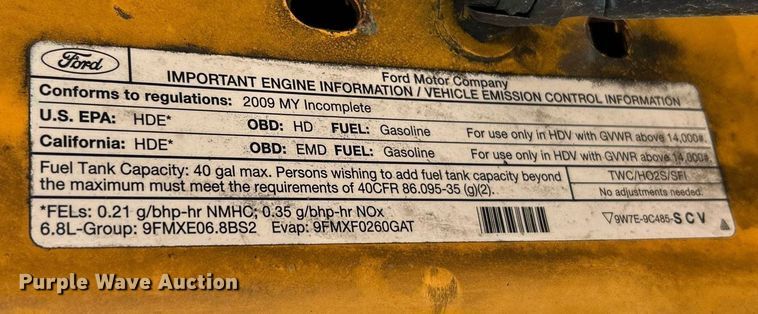 Ford
Ford Motor Company
IMPORTANT ENGINE INFORMATION / VEHICLE EMISSION CONTROL INFORMATION
Conforms to regulations: 2009 MY Incomplete
U.S. EPA: HDE* OBD: HD FUEL: Gasoline For use only in HDV with GVWR above 14,000#.
California: HDE* OBD: EMD FUEL: Gasoline For use only in HDV with GVWR above 14,000#.
Fuel Tank Capacity: 40 gal max. Persons wishing to add fuel tank capacity beyond
the maximum must meet the requirements of 40CFR 86.095-35 (g)(2).
TWC/HO2S/SFI
No adjustments needed.
*FELs: 0.21 g/bhp-hr NMHC; 0.35 g/bhp-hr NOx
6.8L-Group: 9FMXE06.8BS2 Evap: 9FMXF0260GAT
▽9W7E-9C485-SCV
Purple Wave Auction